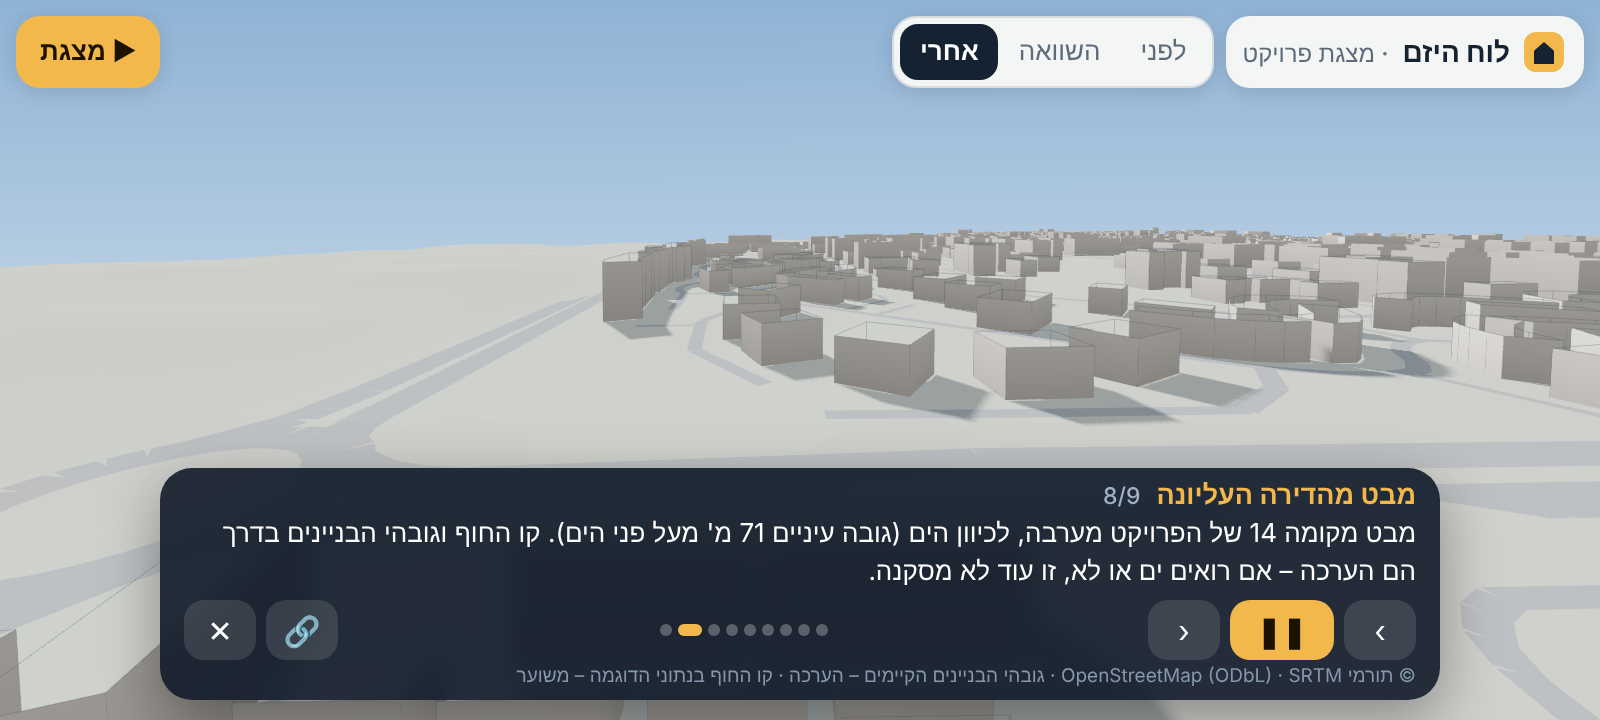 לוח היזם · מצגת פרויקט
לפני
השוואה
אחרי
▶ מצגת
מבט מהדירה העליונה 8/9
מבט מקומה 14 של הפרויקט מערבה, לכיוון הים (גובה עיניים 71 מ' מעל פני הים). קו החוף וגובהי הבניינים בדרך
הם הערכה – אם רואים ים או לא, זו עוד לא מסקנה.
© תורמי OpenStreetMap (ODbL) · SRTM · גובהי הבניינים הקיימים – הערכה · קו החוף בנתוני הדוגמה – משוער